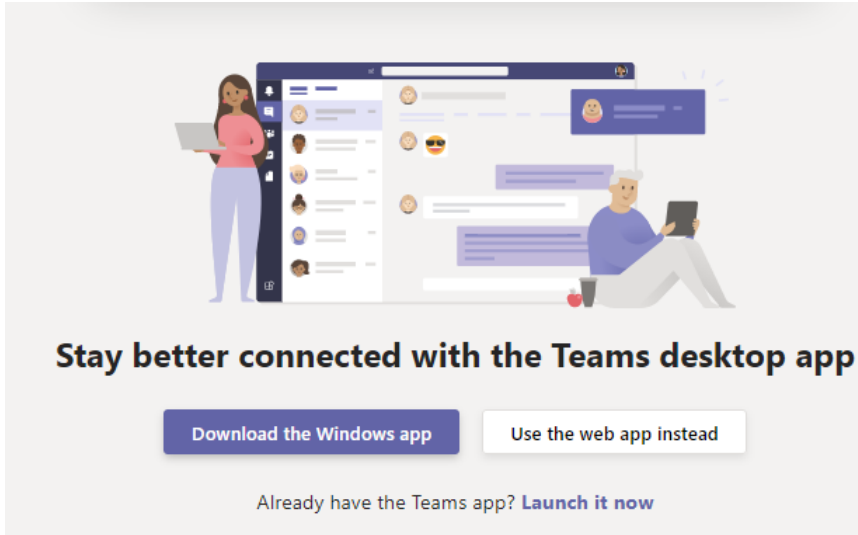 Stay better connected with the Teams desktop app
Download the Windows app
Use the web app instead
Already have the Teams app? Launch it now